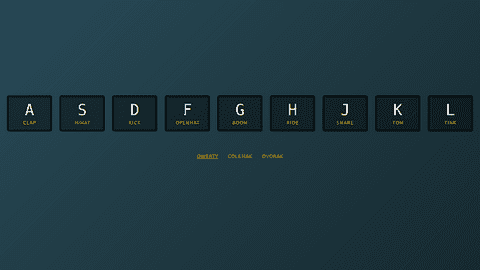 A S D F G H J K L
CLAP HIHAT KICK OPENHAT BOOM RIDE SNARE TOM TINK
QWERTY COLEMAK DVORAK